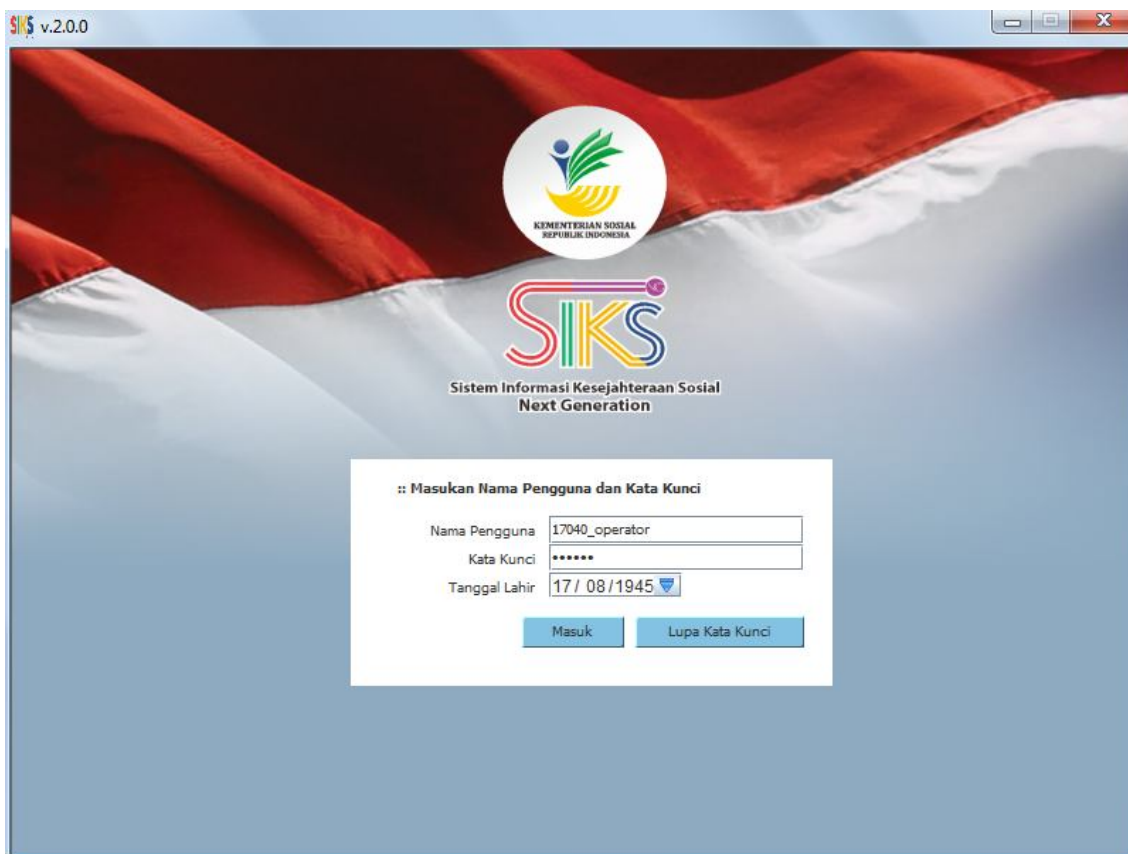 SIKS v.2.0.0
KEMENTERIAN SOSIAL
REPUBLIK INDONESIA
NG
SIKS
Sistem Informasi Kesejahteraan Sosial
Next Generation
:: Masukan Nama Pengguna dan Kata Kunci
Nama Pengguna 17040_operator
Kata Kunci ••••••
Tanggal Lahir 17/ 08/1945
Masuk Lupa Kata Kunci